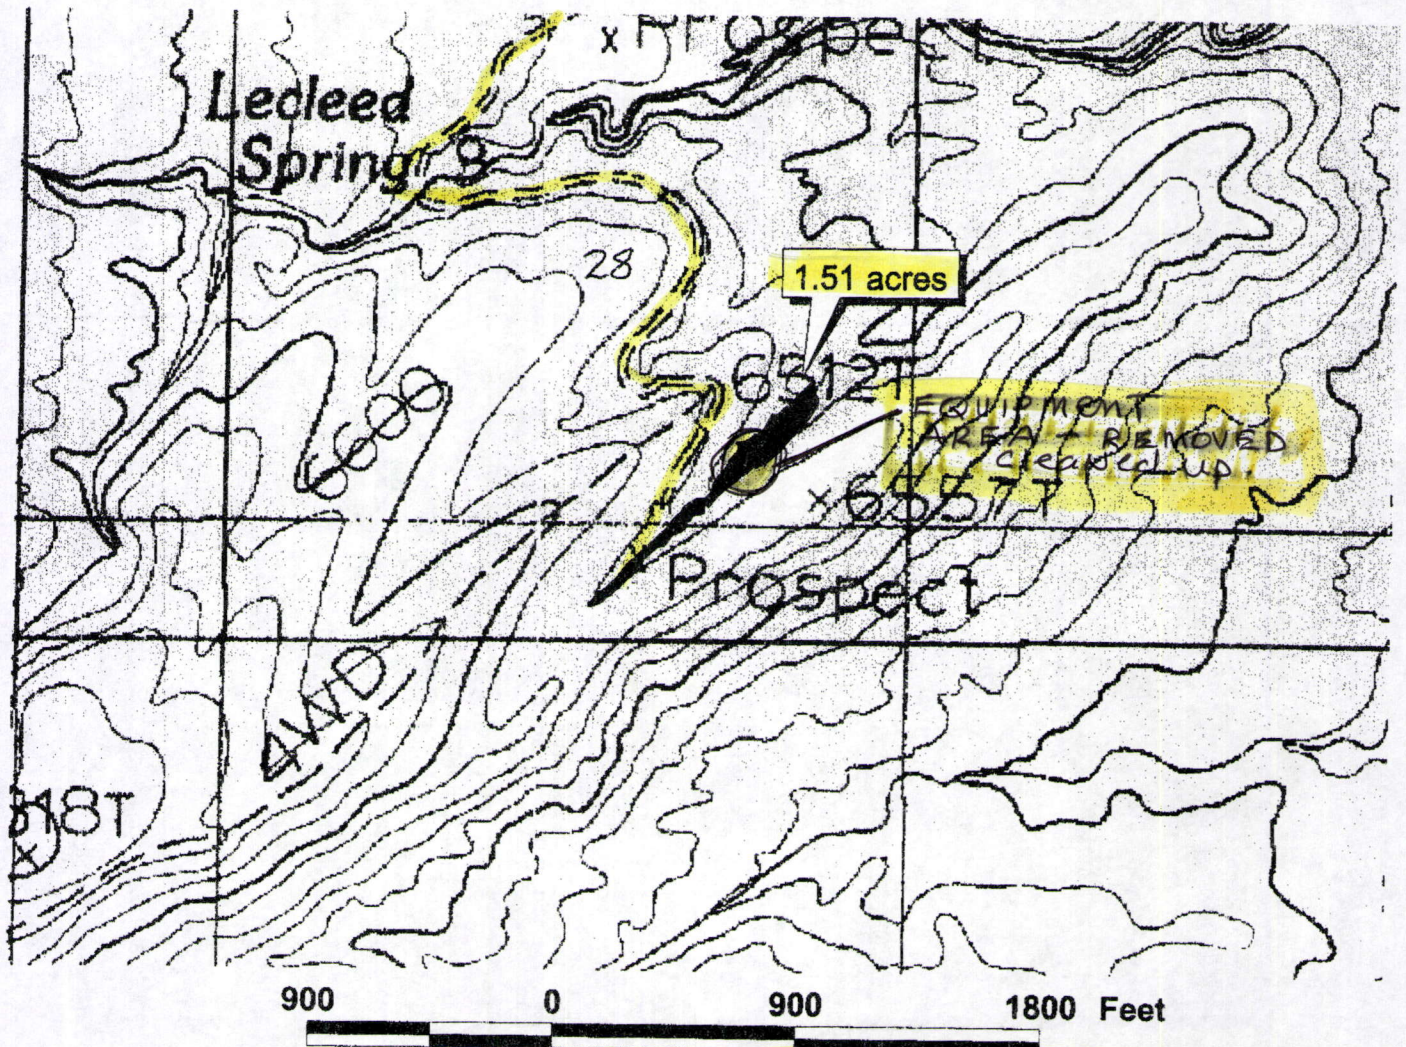 x Prospect
Lecleed
Spring
28
1.51 acres
6512T
6600
EQUIPMENT
AREA - REMOVED
cleaned up
x 6557T
Prospect
4WD
318T
x
900 0 900 1800 Feet